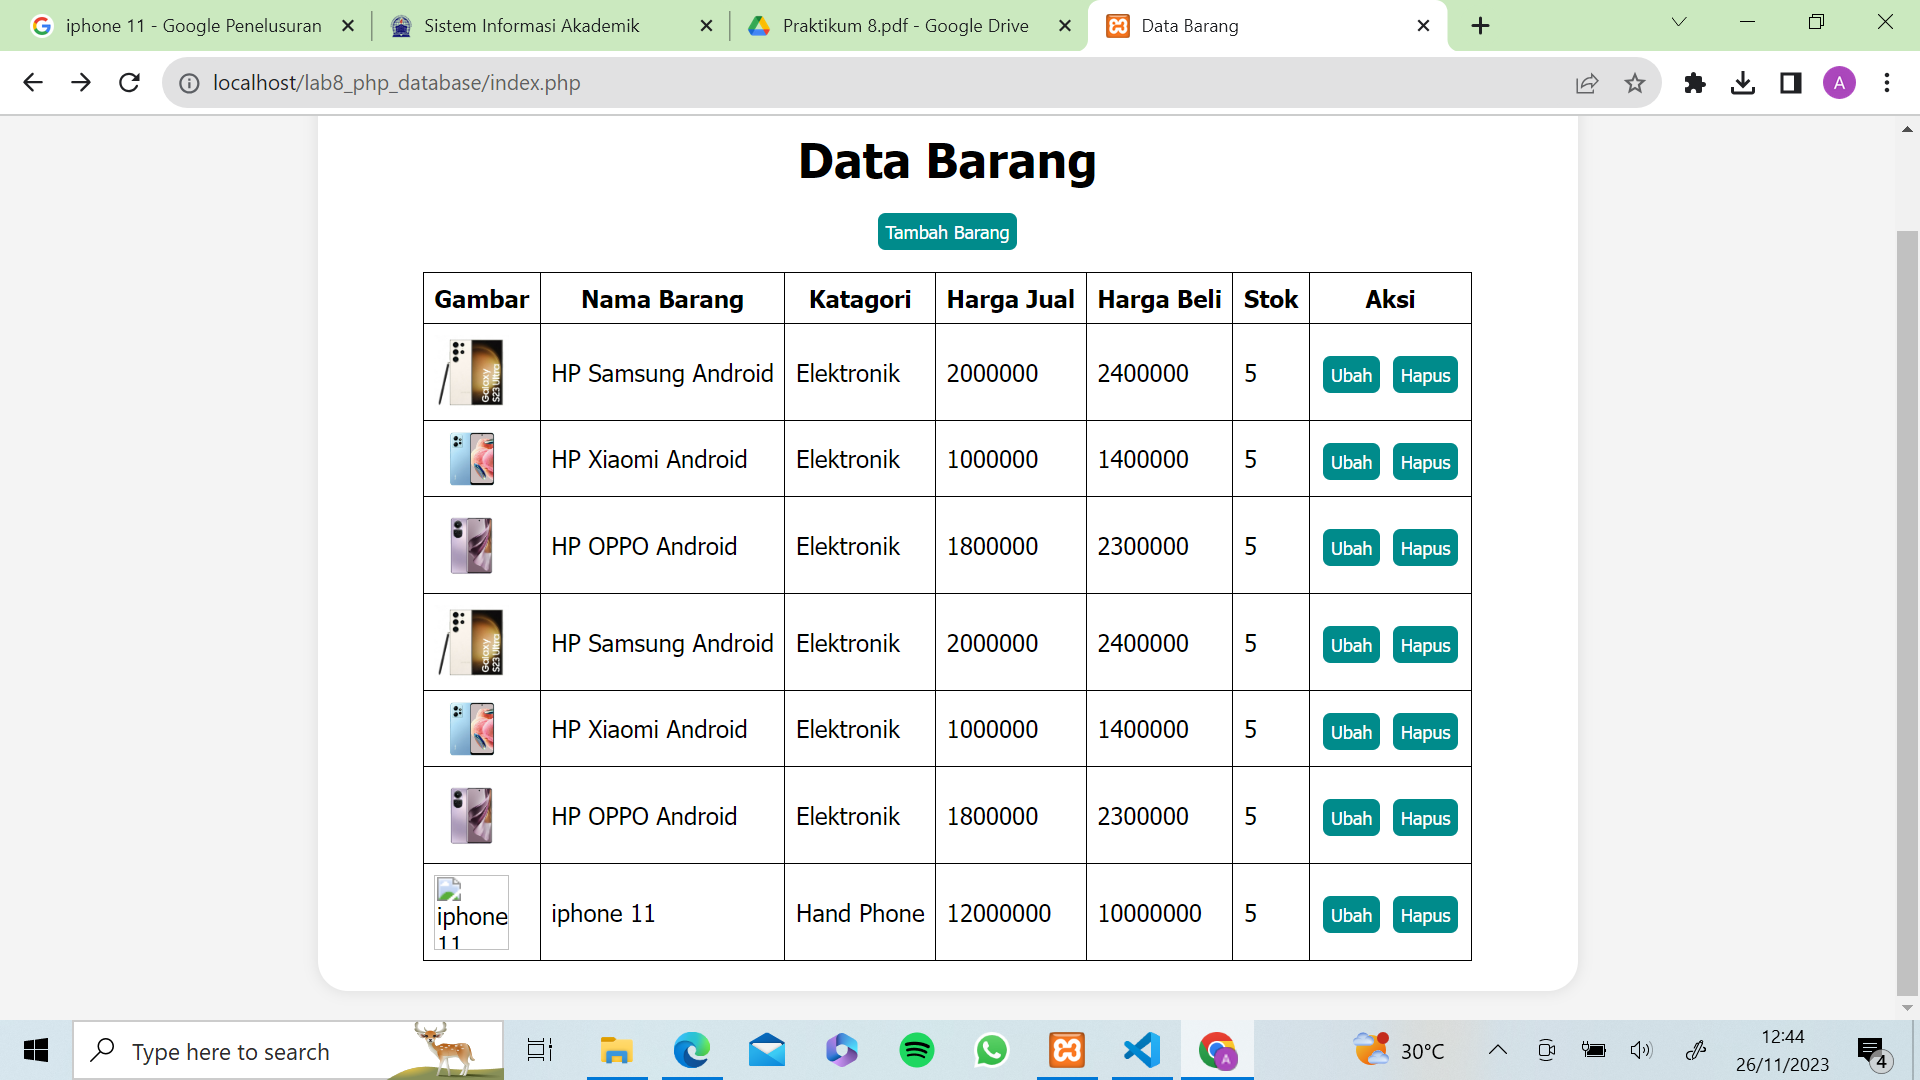 iphone 11 - Google Penelusuran
Sistem Informasi Akademik
Praktikum 8.pdf - Google Drive
Data Barang
localhost/lab8_php_database/index.php
A
Data Barang
Tambah Barang
Gambar Nama Barang Katagori Harga Jual Harga Beli Stok Aksi
Galaxy S23 Ultra HP Samsung Android Elektronik 2000000 2400000 5 Ubah Hapus
HP Xiaomi Android Elektronik 1000000 1400000 5 Ubah Hapus
HP OPPO Android Elektronik 1800000 2300000 5 Ubah Hapus
Galaxy S23 Ultra HP Samsung Android Elektronik 2000000 2400000 5 Ubah Hapus
HP Xiaomi Android Elektronik 1000000 1400000 5 Ubah Hapus
HP OPPO Android Elektronik 1800000 2300000 5 Ubah Hapus
iphone 11 iphone 11 Hand Phone 12000000 10000000 5 Ubah Hapus
Type here to search
A
30°C
12:44
26/11/2023
4